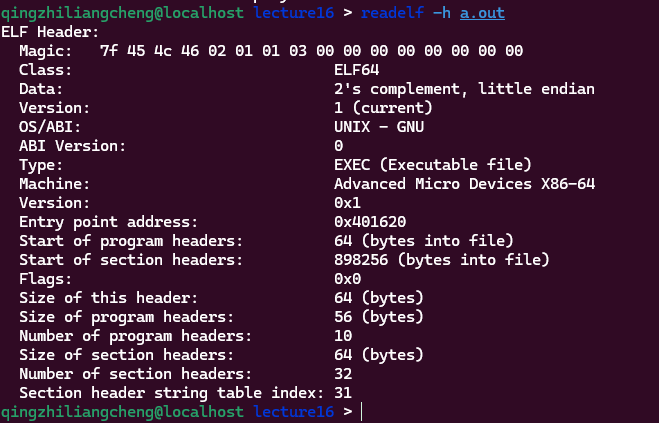 qingzhiliangcheng@localhost lecture16 > readelf -h a.out
ELF Header:
  Magic:   7f 45 4c 46 02 01 01 03 00 00 00 00 00 00 00 00
  Class:                             ELF64
  Data:                              2's complement, little endian
  Version:                           1 (current)
  OS/ABI:                            UNIX - GNU
  ABI Version:                       0
  Type:                              EXEC (Executable file)
  Machine:                           Advanced Micro Devices X86-64
  Version:                           0x1
  Entry point address:               0x401620
  Start of program headers:          64 (bytes into file)
  Start of section headers:          898256 (bytes into file)
  Flags:                             0x0
  Size of this header:               64 (bytes)
  Size of program headers:           56 (bytes)
  Number of program headers:         10
  Size of section headers:           64 (bytes)
  Number of section headers:         32
  Section header string table index: 31
qingzhiliangcheng@localhost lecture16 >